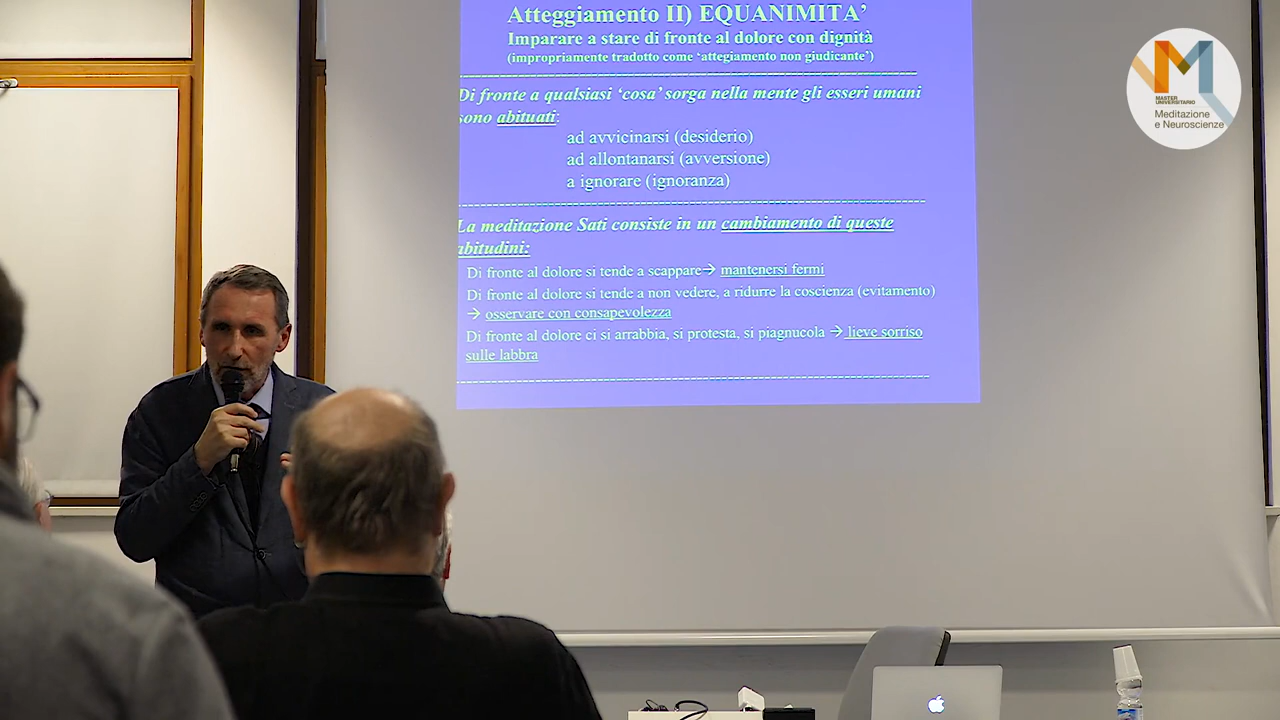 Atteggiamento II) EQUANIMITA'
Imparare a stare di fronte al dolore con dignità
(impropriamente tradotto come 'attegiamento non giudicante')
Di fronte a qualsiasi 'cosa' sorga nella mente gli esseri umani
sono abituati:
ad avvicinarsi (desiderio)
ad allontanarsi (avversione)
a ignorare (ignoranza)
La meditazione Sati consiste in un cambiamento di queste
abitudini:
Di fronte al dolore si tende a scappare→ mantenersi fermi
Di fronte al dolore si tende a non vedere, a ridurre la coscienza (evitamento)
→ osservare con consapevolezza
Di fronte al dolore ci si arrabbia, si protesta, si piagnucola → lieve sorriso
sulle labbra
M
MASTER
UNIVERSITARIO
Meditazione
e Neuroscienze